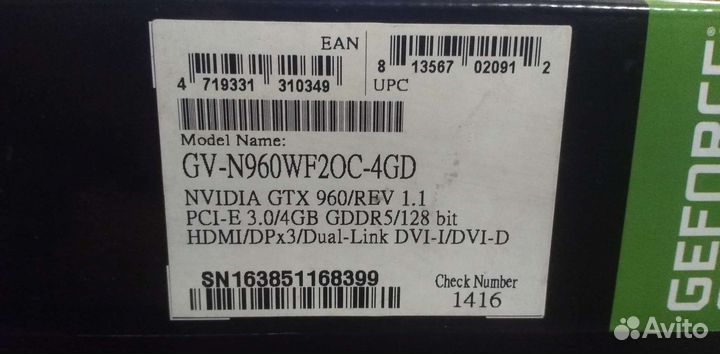 EAN
4 719331 310349
8 13567 02091 2
UPC
Model Name:
GV-N960WF2OC-4GD
NVIDIA GTX 960/REV 1.1
PCI-E 3.0/4GB GDDR5/128 bit
HDMI/DPx3/Dual-Link DVI-I/DVI-D
SN163851168399
Check Number
1416
GEFORCE
Avito